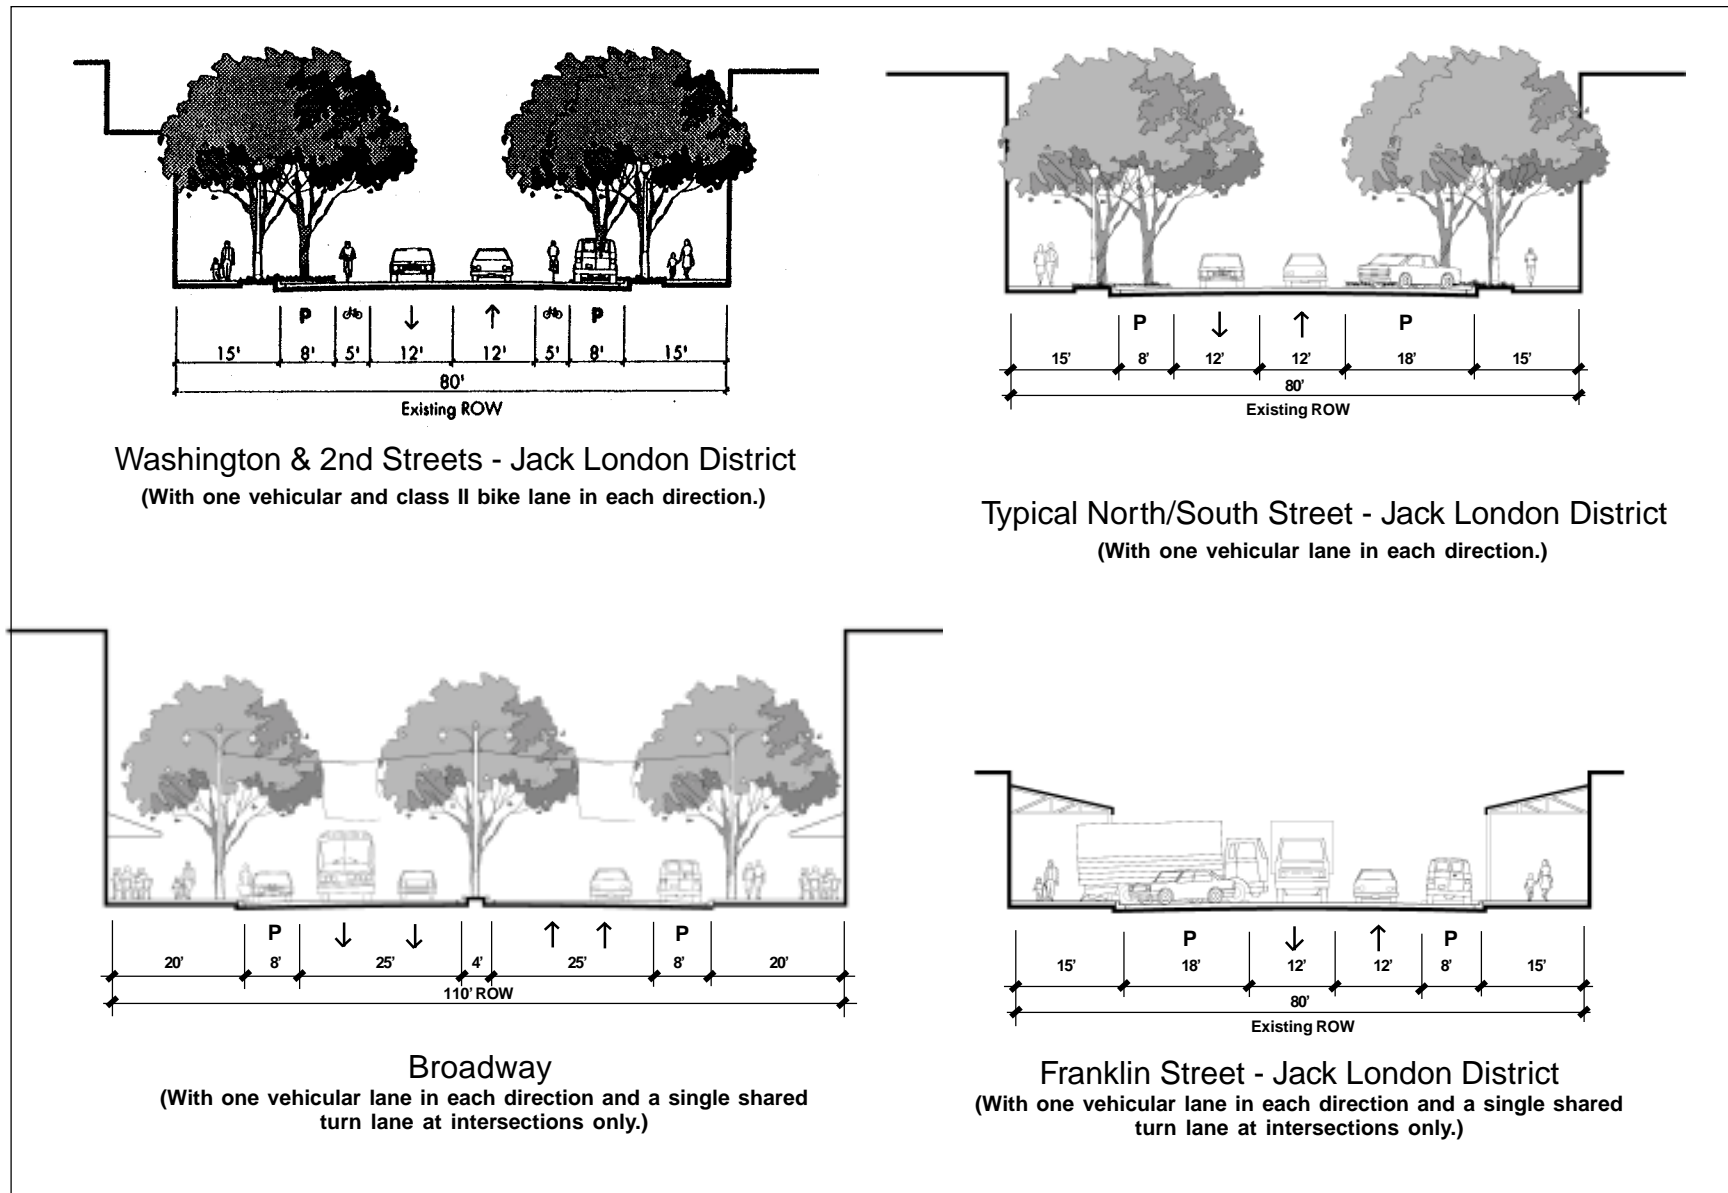 P P
15' 8' 5' 12' 12' 5' 8' 15'
80'
Existing ROW
Washington & 2nd Streets - Jack London District
(With one vehicular and class II bike lane in each direction.)
P P
15' 8' 12' 12' 18' 15'
80'
Existing ROW
Typical North/South Street - Jack London District
(With one vehicular lane in each direction.)
P P
20' 8' 25' 4' 25' 8' 20'
110' ROW
Broadway
(With one vehicular lane in each direction and a single shared
turn lane at intersections only.)
P P
15' 18' 12' 12' 8' 15'
80'
Existing ROW
Franklin Street - Jack London District
(With one vehicular lane in each direction and a single shared
turn lane at intersections only.)